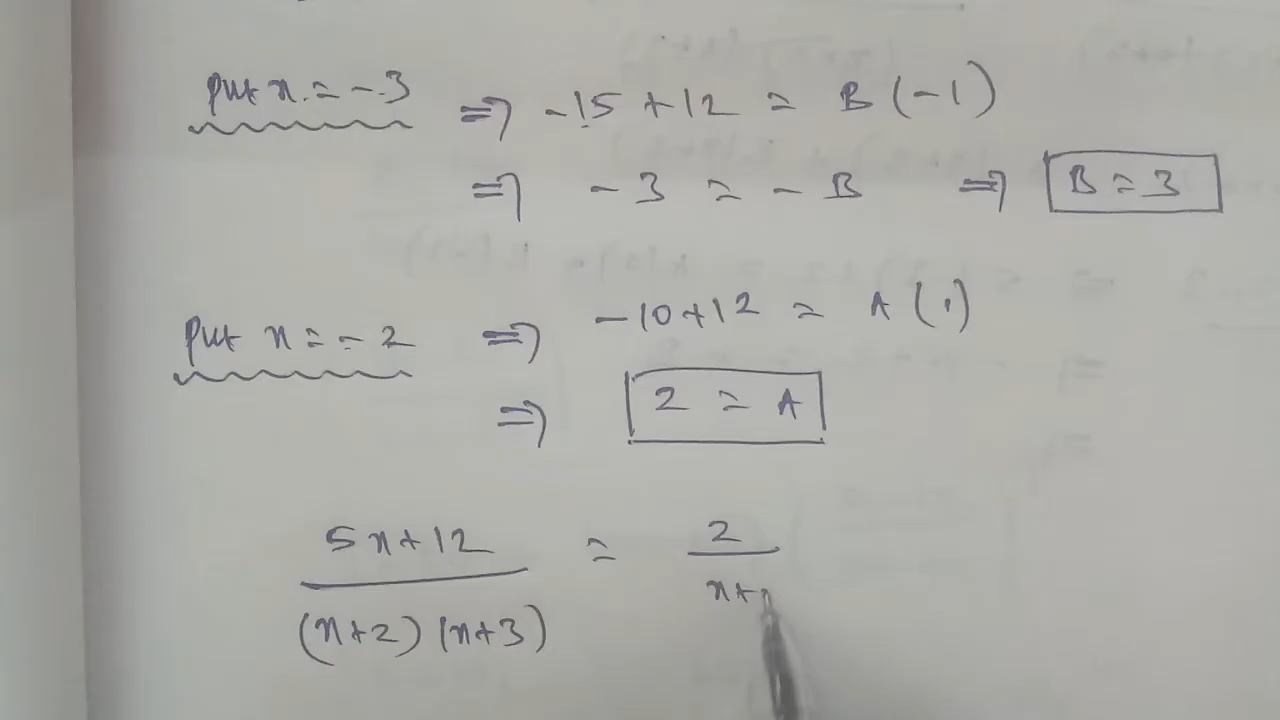 put x = -3 ⇒ -15 + 12 = B (-1)
⇒ -3 = -B ⇒ B = 3
put x = -2 ⇒ -10 + 12 = A (1)
⇒ 2 = A
5x+12 = 2
(x+2) (x+3) x+